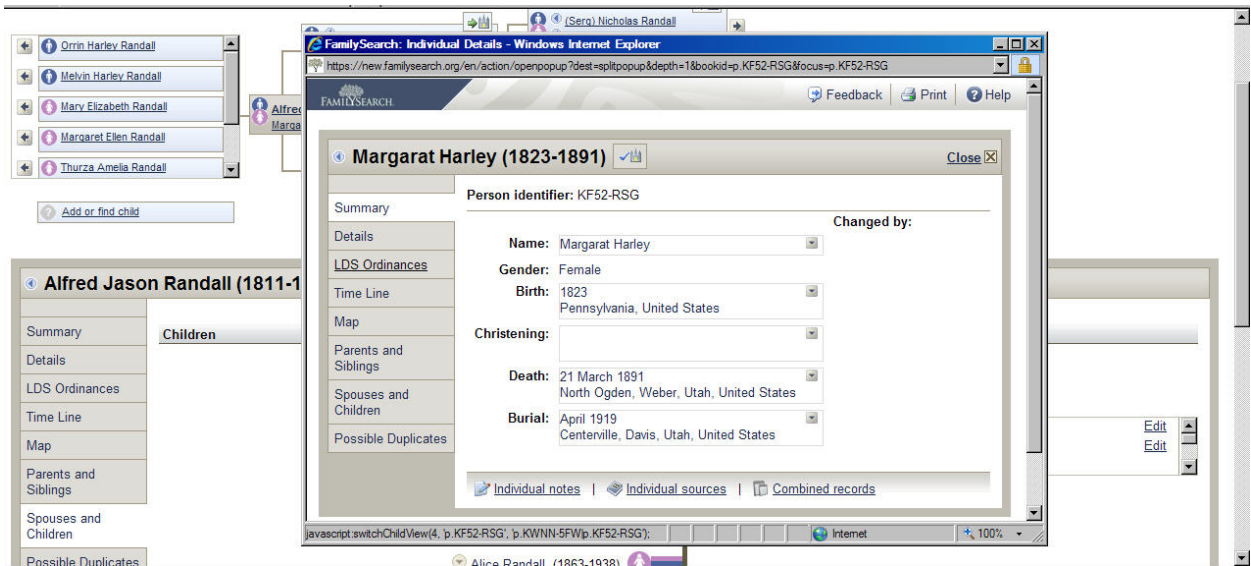 (Serg) Nicholas Randall
Orrin Harley Randall
Melvin Harley Randall
Mary Elizabeth Randall
Margaret Ellen Randall
Thurza Amelia Randall
Add or find child
Alfred
Marga
FamilySearch: Individual Details - Windows Internet Explorer
https://new.familysearch.org/en/action/openpopup?dest=splitpopup&depth=1&bookid=p.KF52-RSG&focus=p.KF52-RSG
FAMILYSEARCH.
Feedback Print Help
Margarat Harley (1823-1891) Close
Person identifier: KF52-RSG
Changed by:
Summary
Details
LDS Ordinances
Time Line
Map
Parents and
Siblings
Spouses and
Children
Possible Duplicates
Name: Margarat Harley
Gender: Female
Birth: 1823
Pennsylvania, United States
Christening:
Death: 21 March 1891
North Ogden, Weber, Utah, United States
Burial: April 1919
Centerville, Davis, Utah, United States
Individual notes | Individual sources | Combined records
javascript:switchChildView(4, 'p.KF52-RSG', 'p.KWNN-5FW|p.KF52-RSG'); Internet 100%
Alfred Jason Randall (1811-1
Summary
Details
LDS Ordinances
Time Line
Map
Parents and
Siblings
Spouses and
Children
Possible Duplicates
Children
Edit
Edit
Alice Randall (1863-1938)